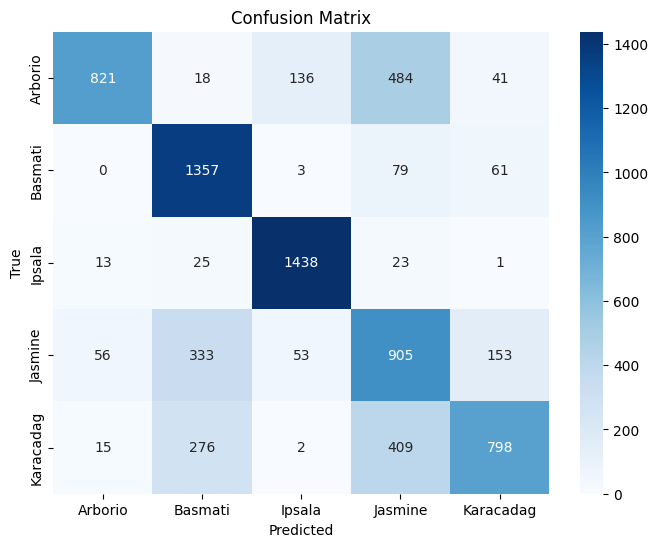 Confusion Matrix
True
Arborio 821 18 136 484 41
Basmati 0 1357 3 79 61
Ipsala 13 25 1438 23 1
Jasmine 56 333 53 905 153
Karacadag 15 276 2 409 798
Arborio Basmati Ipsala Jasmine Karacadag
Predicted
1400
1200
1000
800
600
400
200
0